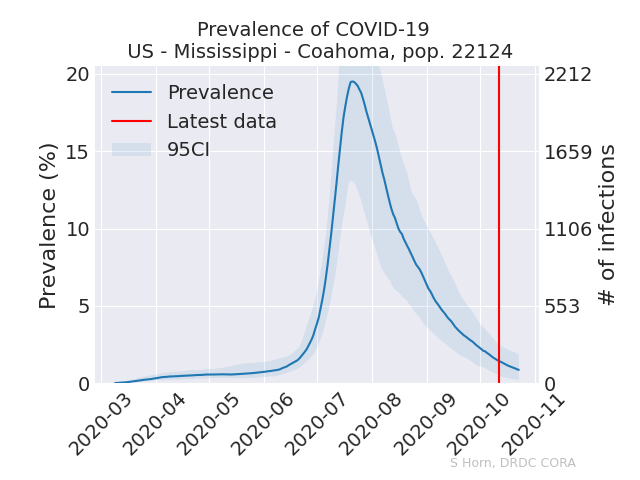 Prevalence of COVID-19
US - Mississippi - Coahoma, pop. 22124
Prevalence (%)
20
15
10
5
0
Prevalence
Latest data
95CI
2212
1659
1106
553
0
# of infections
2020-03
2020-04
2020-05
2020-06
2020-07
2020-08
2020-09
2020-10
2020-11
S Horn, DRDC CORA